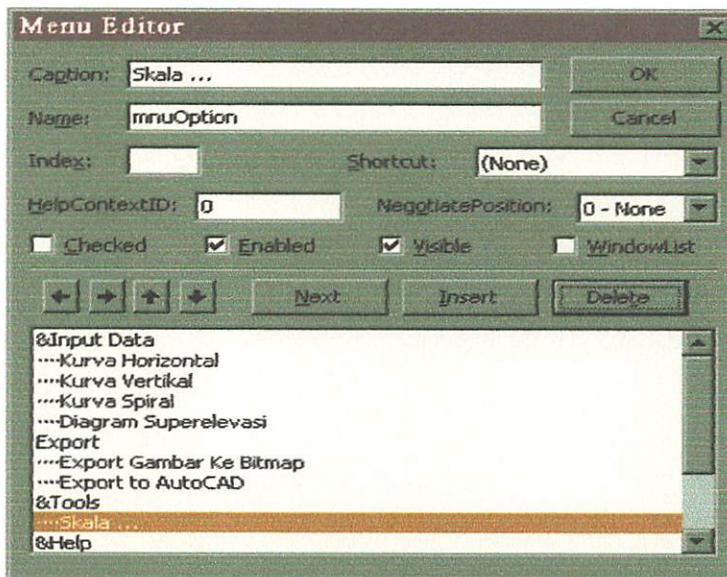 Menu Editor
Caption: Skala ... OK
Name: mnuOption Cancel
Index: Shortcut: (None)
HelpContextID: 0 NegotiatePosition: 0 - None
Checked Enabled Visible WindowList
Next Insert Delete
&Input Data
····Kurva Horizontal
····Kurva Vertikal
····Kurva Spiral
····Diagram Superelevasi
Export
····Export Gambar Ke Bitmap
····Export to AutoCAD
&Tools
····Skala ...
&Help